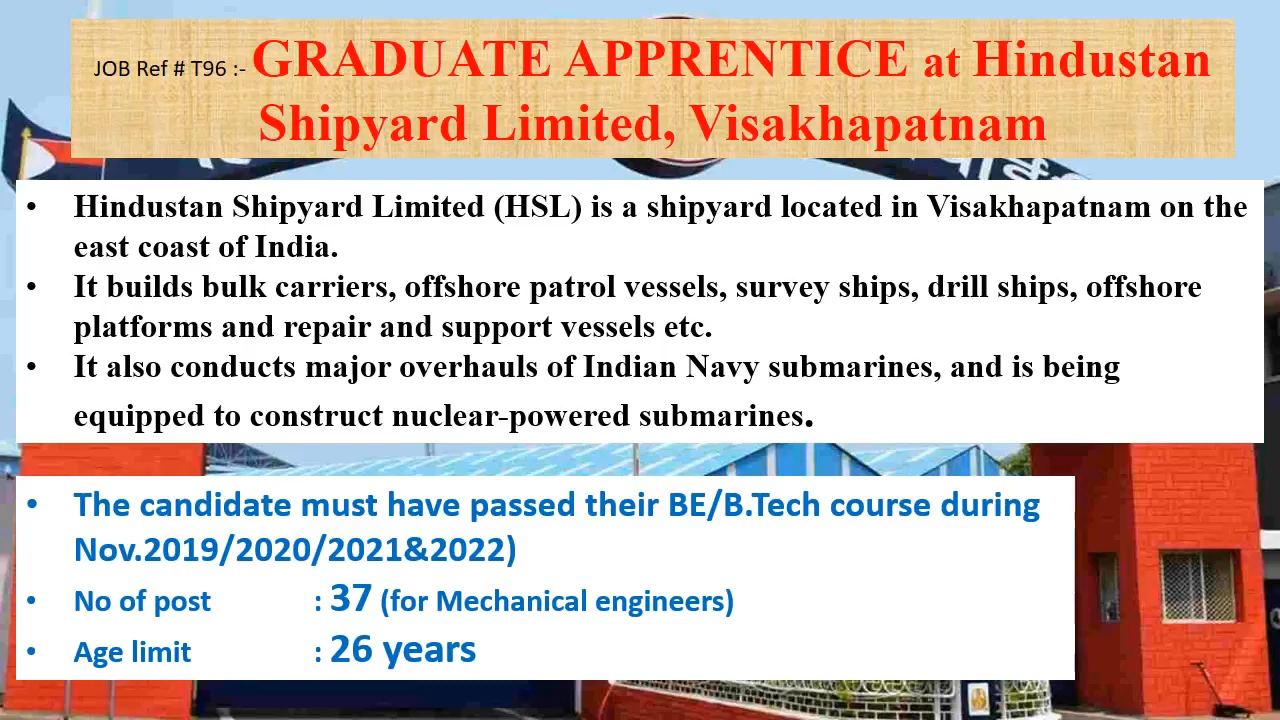 JOB Ref # T96 :- GRADUATE APPRENTICE at Hindustan
Shipyard Limited, Visakhapatnam
• Hindustan Shipyard Limited (HSL) is a shipyard located in Visakhapatnam on the
east coast of India.
• It builds bulk carriers, offshore patrol vessels, survey ships, drill ships, offshore
platforms and repair and support vessels etc.
• It also conducts major overhauls of Indian Navy submarines, and is being
equipped to construct nuclear-powered submarines.
• The candidate must have passed their BE/B.Tech course during
Nov.2019/2020/2021&2022)
• No of post : 37 (for Mechanical engineers)
• Age limit : 26 years